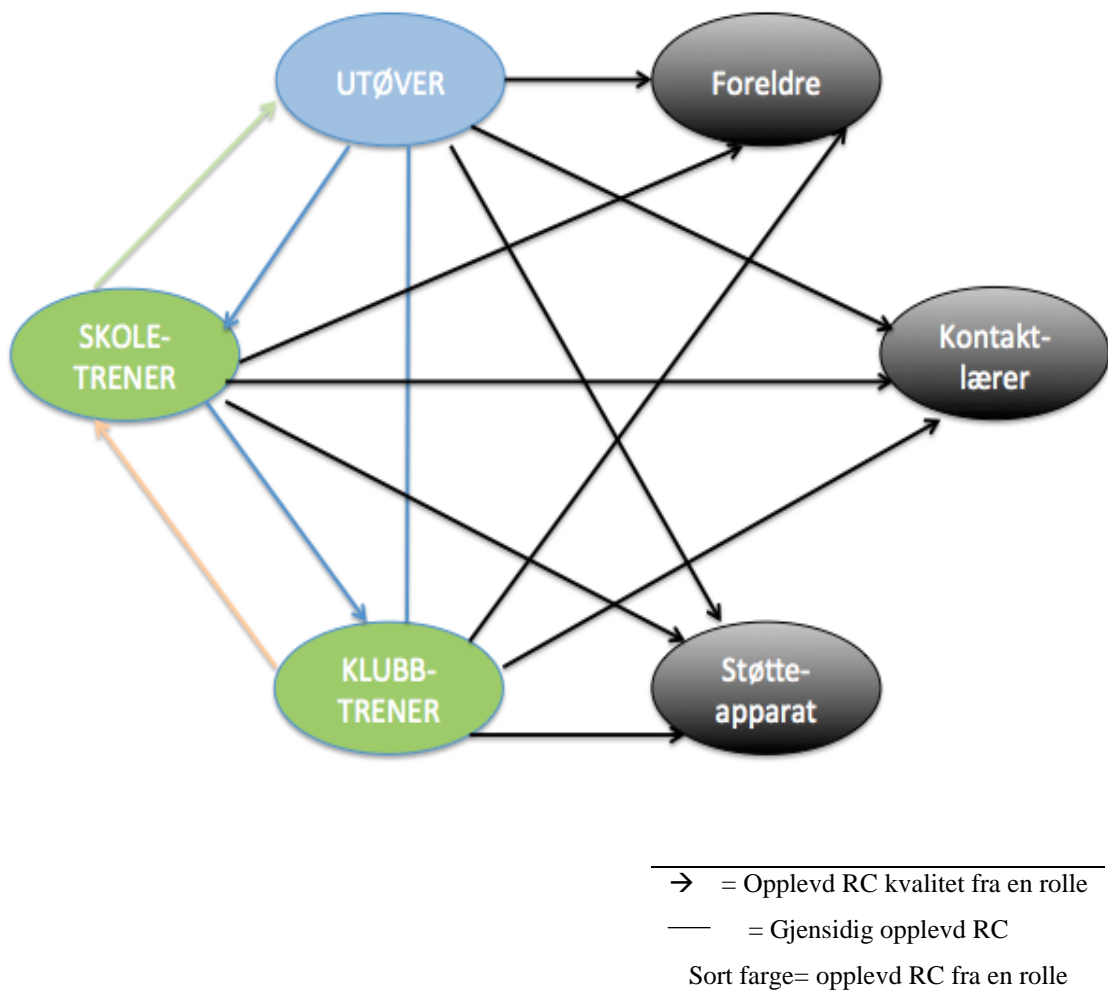 UTØVER
Foreldre
SKOLE-
TRENER
Kontakt-
lærer
KLUBB-
TRENER
Støtte-
apparat
→ = Opplevd RC kvalitet fra en rolle
— = Gjensidig opplevd RC
Sort farge= opplevd RC fra en rolle